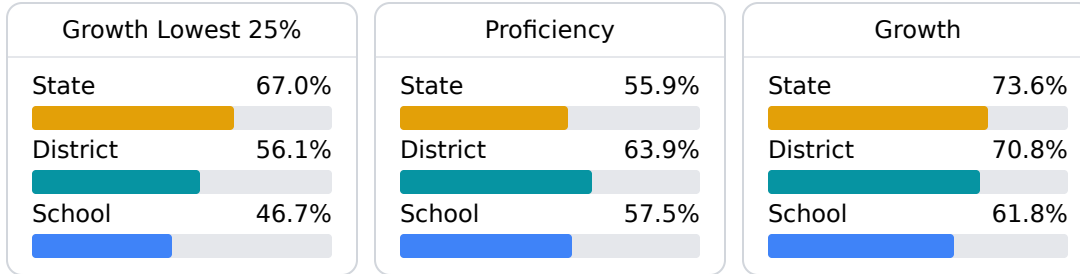 Growth Lowest 25%
State 67.0%
District 56.1%
School 46.7%
Proficiency
State 55.9%
District 63.9%
School 57.5%
Growth
State 73.6%
District 70.8%
School 61.8%